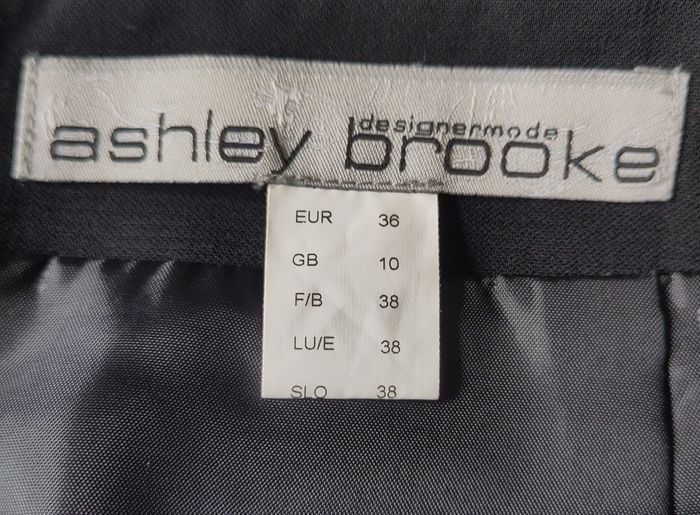 designermode
ashley brooke
EUR 36
GB 10
F/B 38
LU/E 38
SLO 38